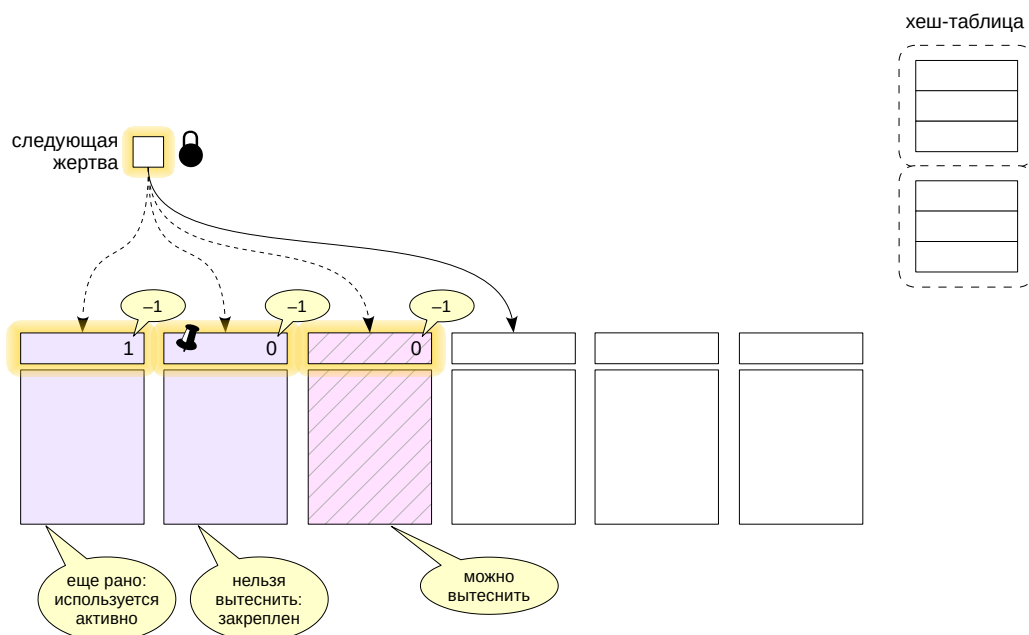 хеш-таблица
следующая
жертва
–1
–1
–1
1
0
0
еще рано:
используется
активно
нельзя
вытеснить:
закреплен
можно
вытеснить